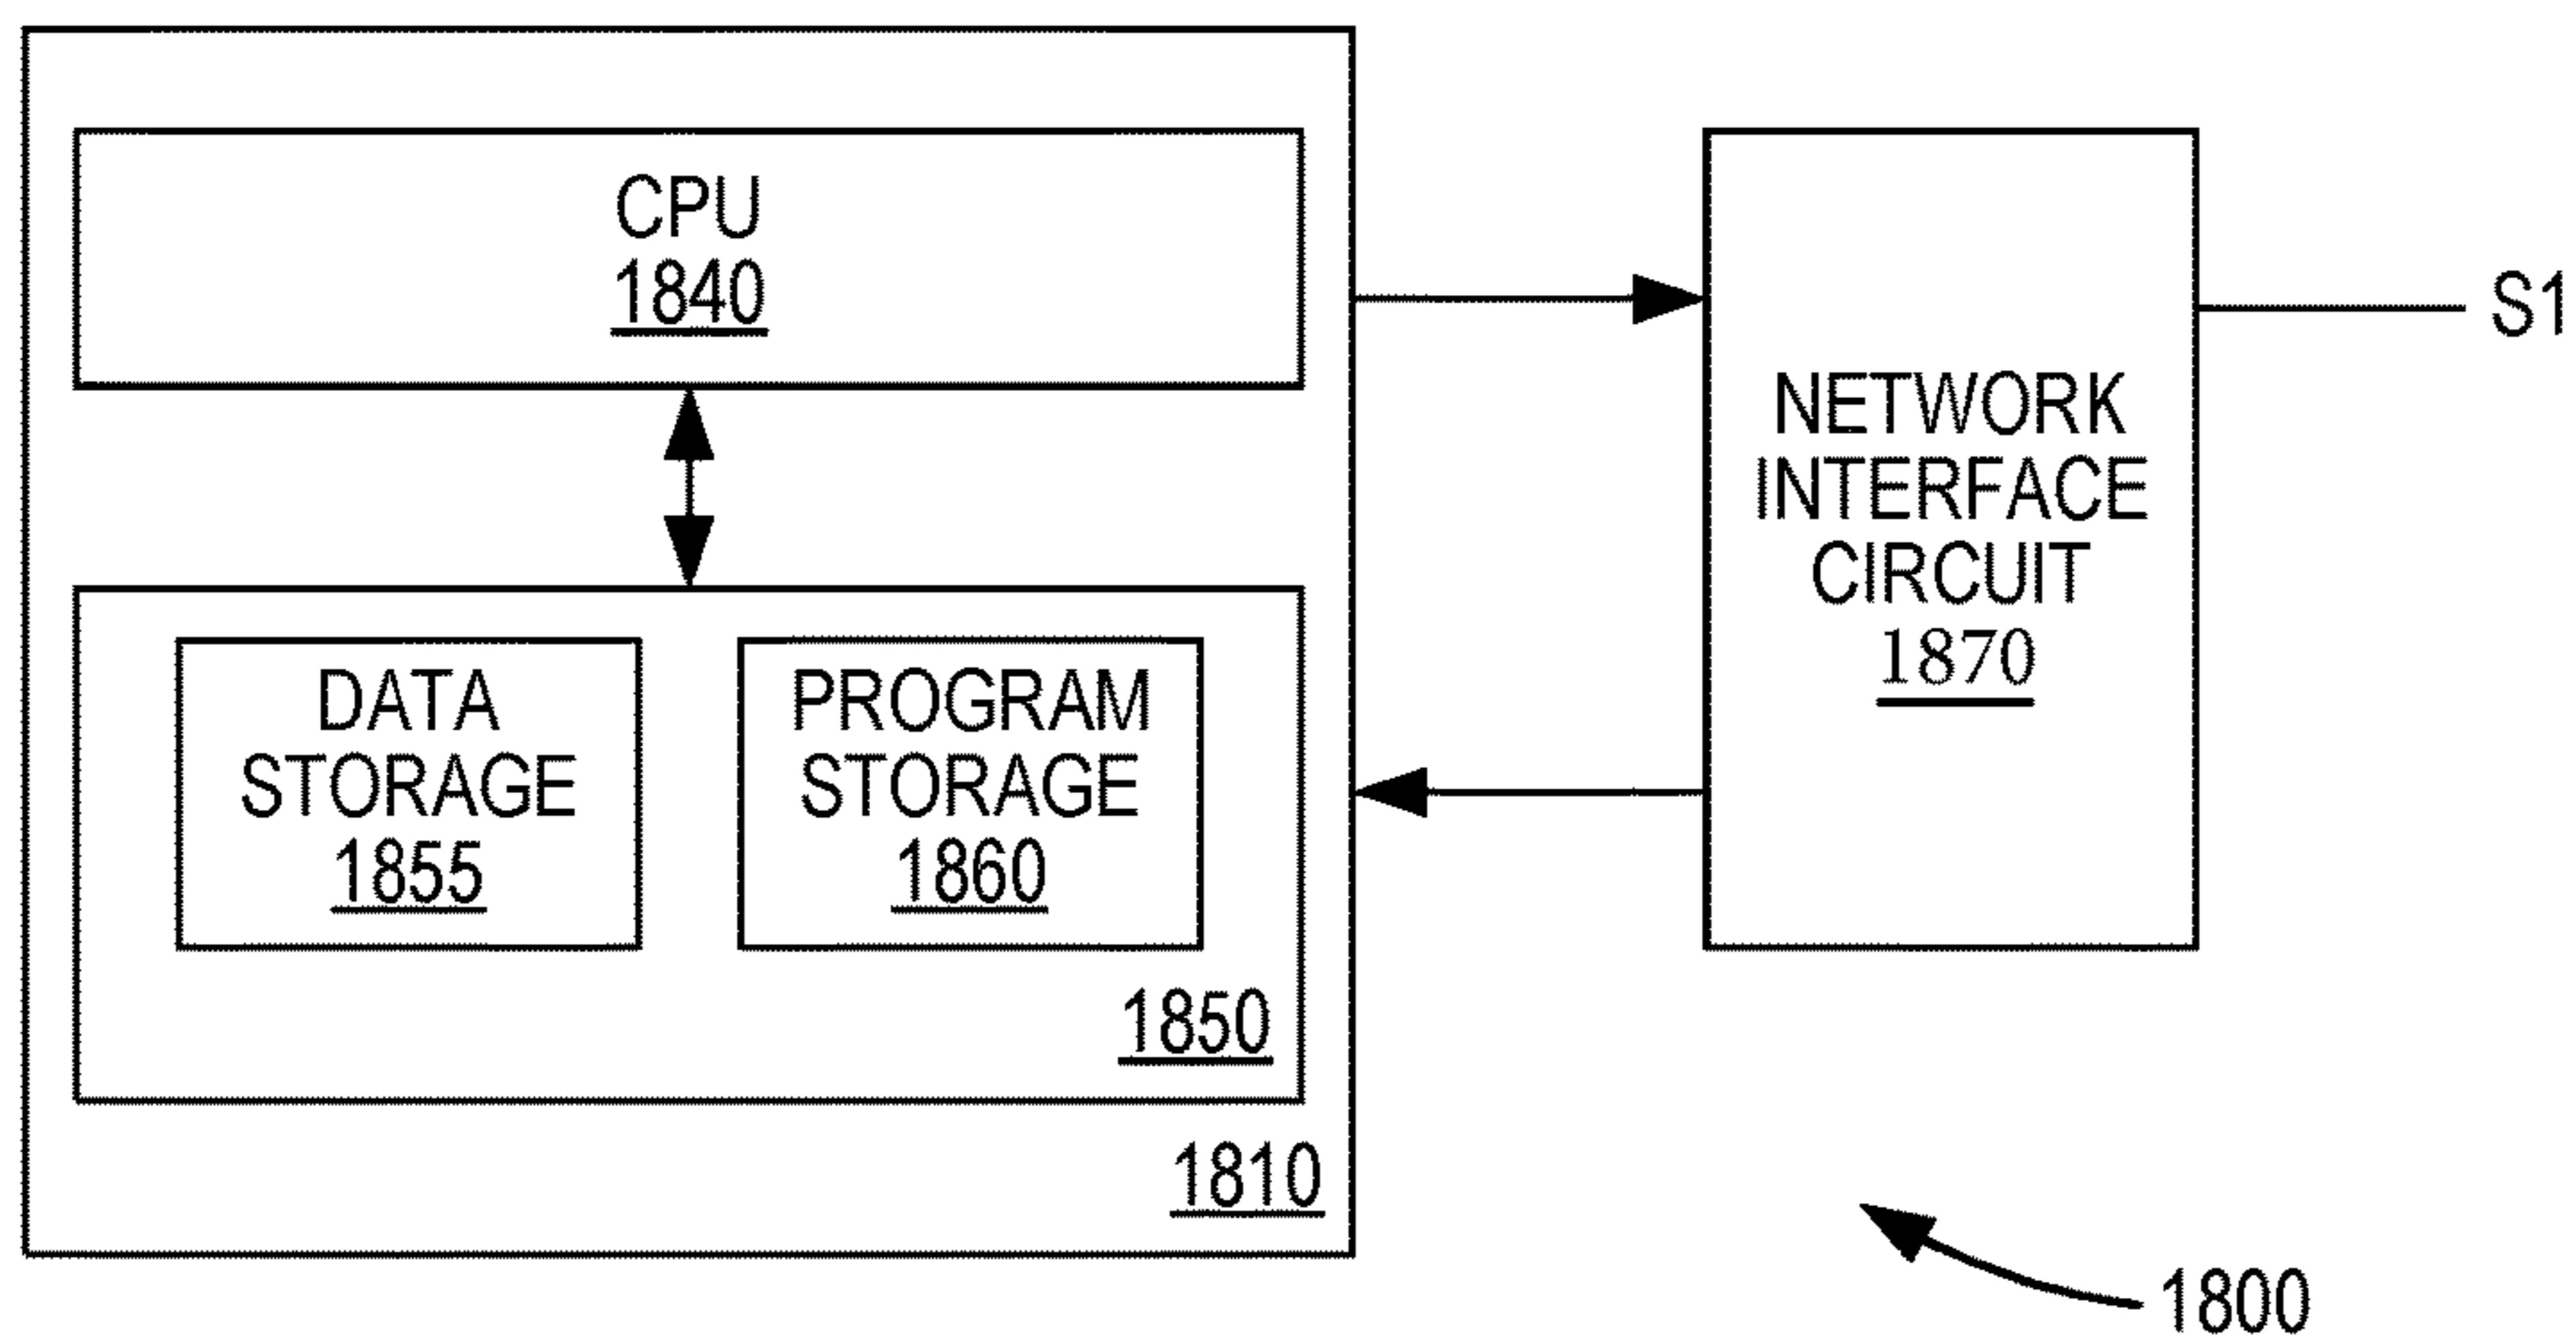 CPU
1840
DATA
STORAGE
1855
PROGRAM
STORAGE
1860
1850
1810
NETWORK
INTERFACE
CIRCUIT
1870
S1
1800